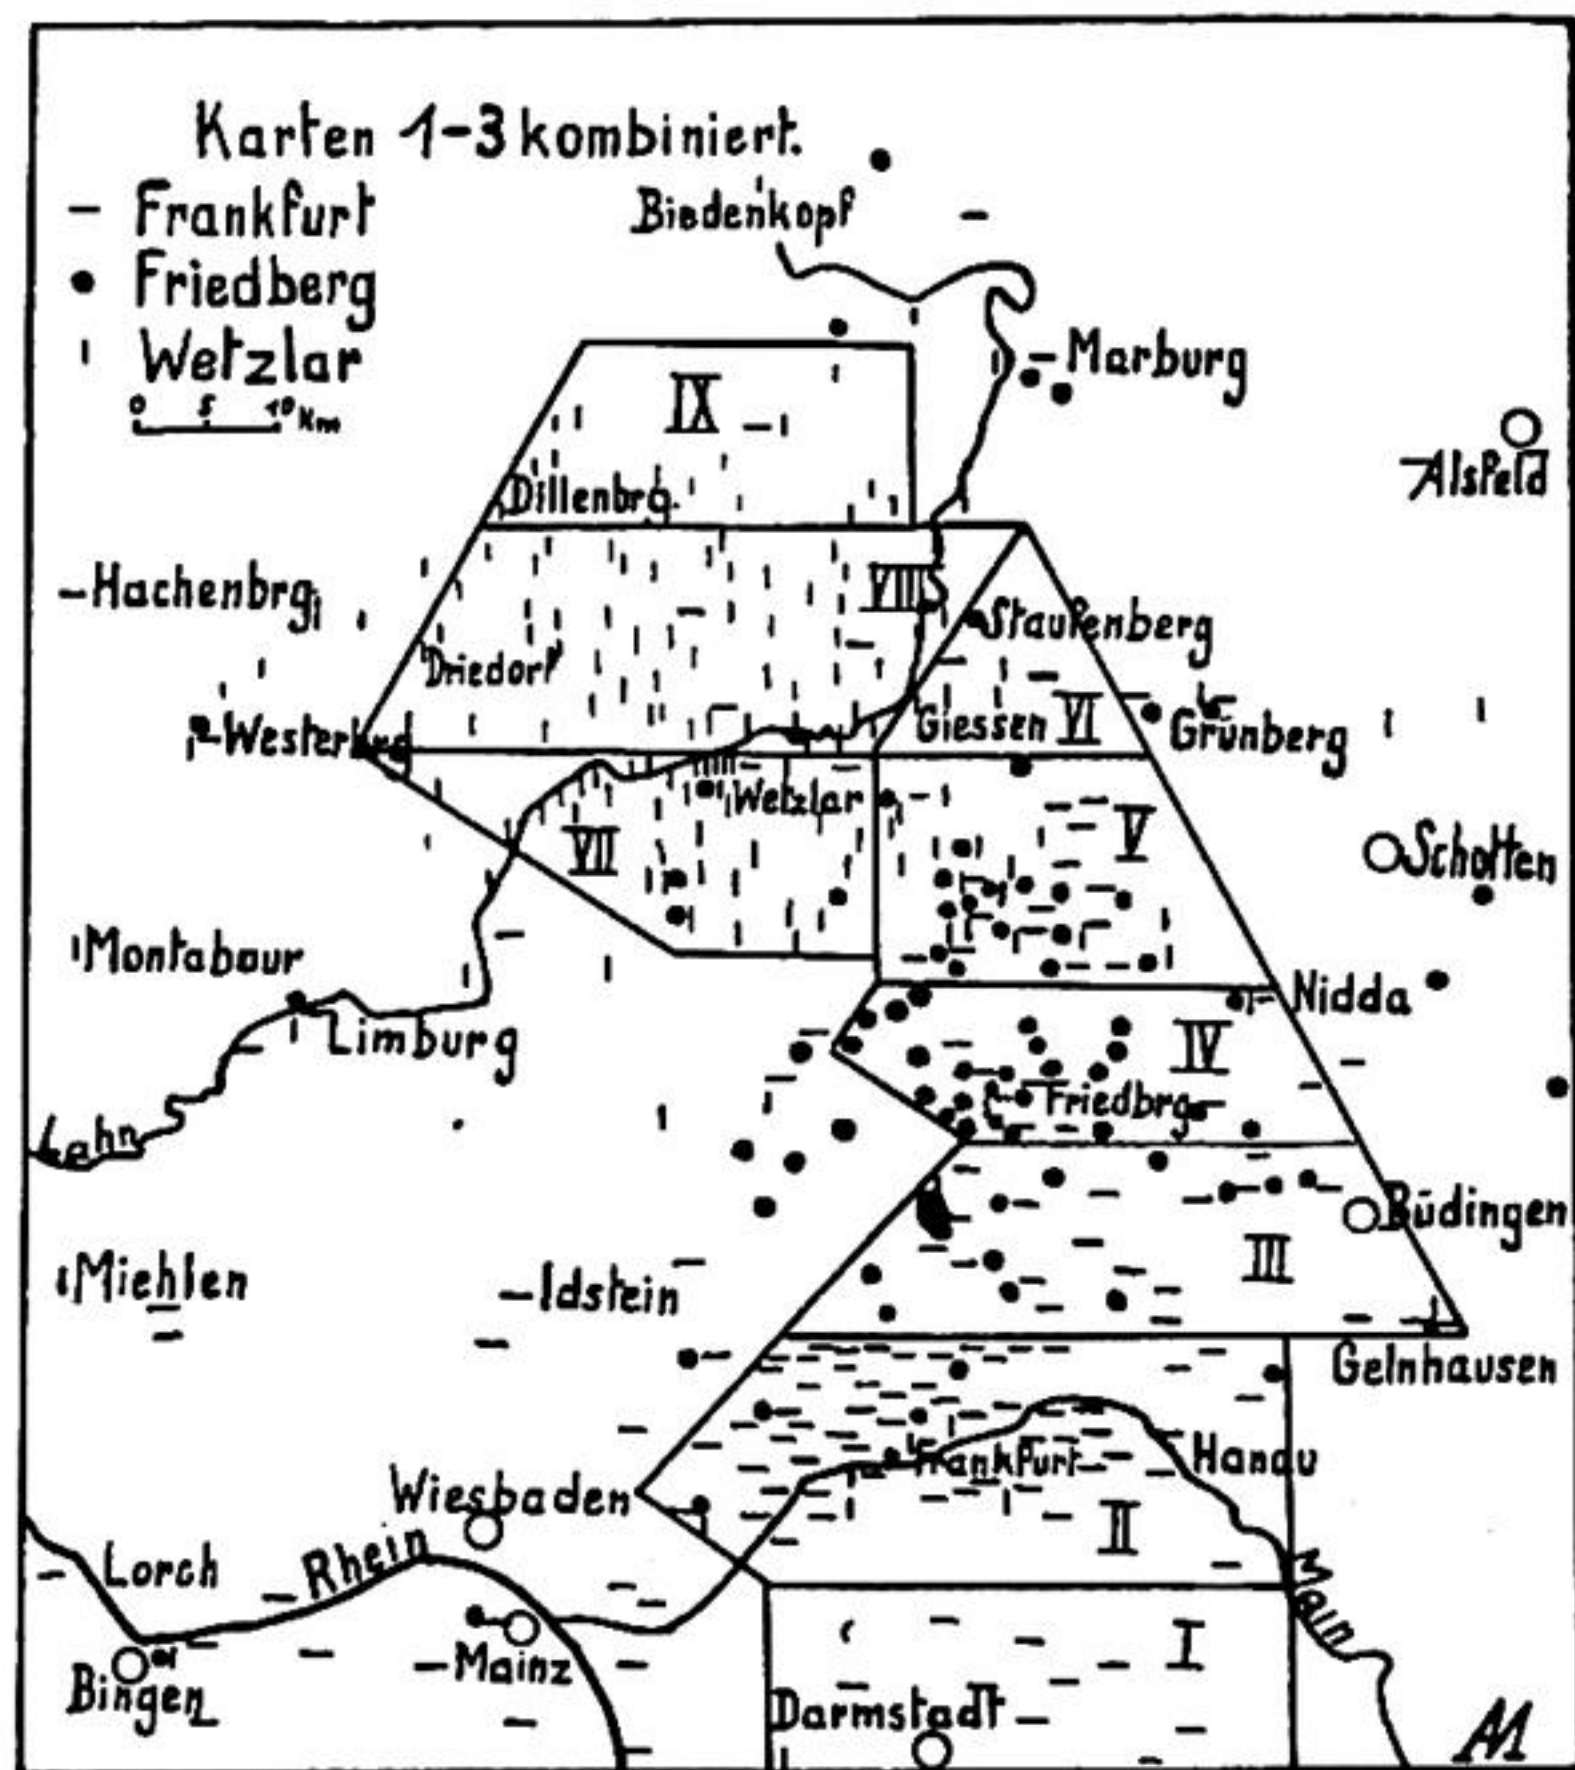 Karten 1-3 kombiniert.
– Frankfurt
• Friedberg
ı Wetzlar
0 5 10 Km
Biedenkopf
Marburg
IX
Alsfeld
Dillenbrg.
Hachenbrg
VIII
Staufenberg
Driedorf
Giessen VI
Grünberg
Westerbrg
Wetzlar
VII
V
Schotten
Montabaur
Nidda
Limburg
IV
Friedbrg
Lahn
Büdingen
Miehlen
Idstein
III
Gelnhausen
Frankfurt
Hanau
Wiesbaden
II
Lorch
Rhein
Main
Mainz
I
Bingen
Darmstadt